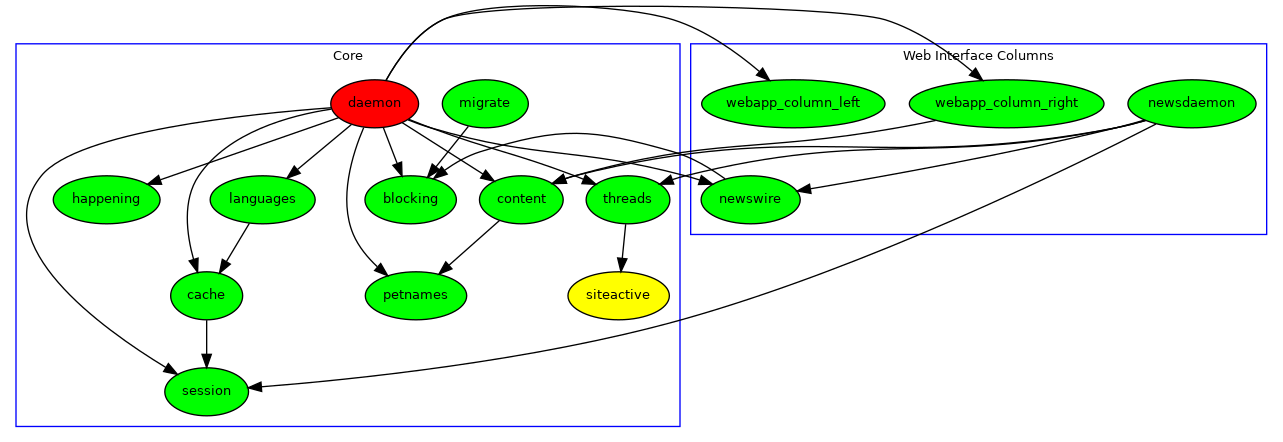 Core
Web Interface Columns
daemon
migrate
webapp_column_left
webapp_column_right
newsdaemon
happening
languages
blocking
content
threads
newswire
cache
petnames
siteactive
session